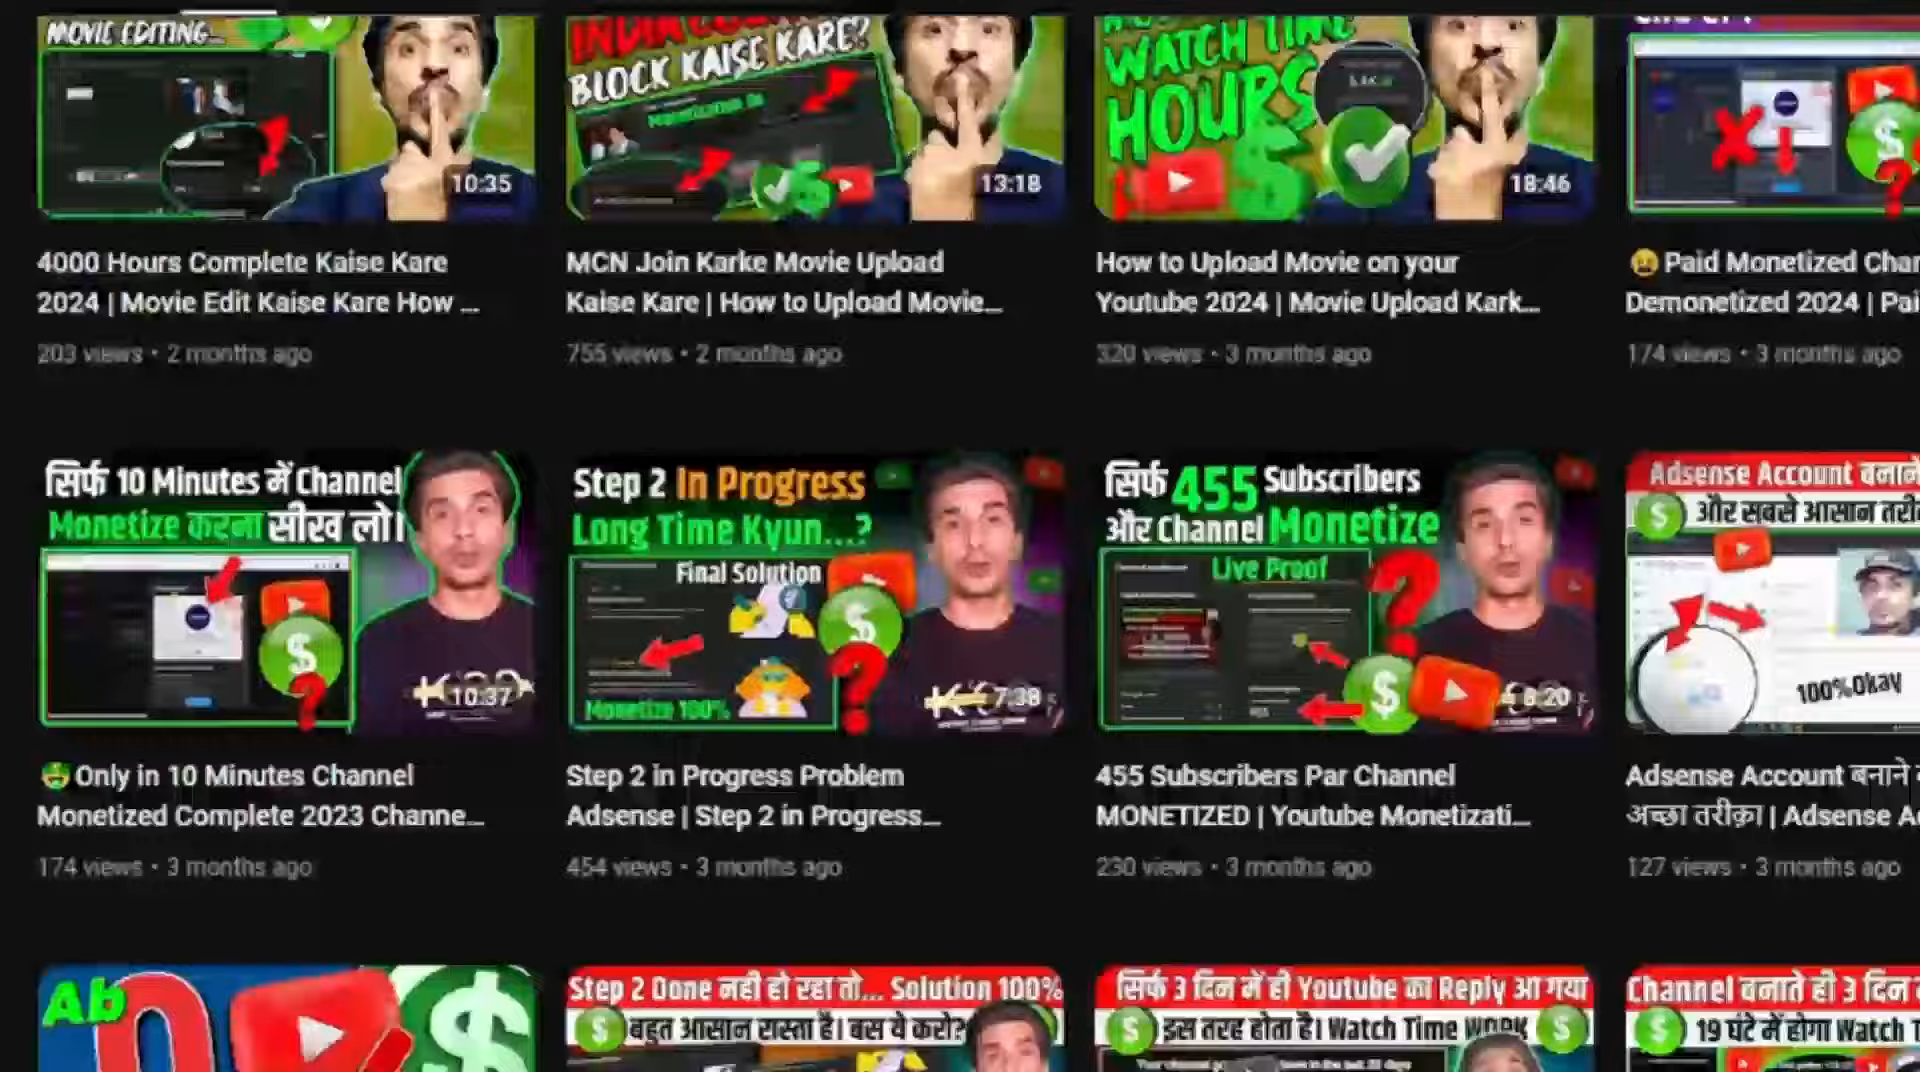 MOVIE EDITING...
10:35
BLOCK KAISE KARE?
13:18
WATCH TIME
HOURS
18:46
4000 Hours Complete Kaise Kare
2024 | Movie Edit Kaise Kare How ...
203 views • 2 months ago
MCN Join Karke Movie Upload
Kaise Kare | How to Upload Movie...
755 views • 2 months ago
How to Upload Movie on your
Youtube 2024 | Movie Upload Kark...
320 views • 3 months ago
Paid Monetized Chan
Demonetized 2024 | Pai
174 views • 3 months ago
सिर्फ 10 Minutes में Channel
Monetize करना सीख लो।
10:37
Step 2 In Progress
Long Time Kyun...?
Final Solution
Monetize 100%
7:38
सिर्फ 455 Subscribers
और Channel Monetize
Live Proof
8:20
Adsense Account बनाने
और सबसे आसान तरी
100% Okay
Only in 10 Minutes Channel
Monetized Complete 2023 Channe...
174 views • 3 months ago
Step 2 in Progress Problem
Adsense | Step 2 in Progress...
454 views • 3 months ago
455 Subscribers Par Channel
MONETIZED | Youtube Monetizati...
230 views • 3 months ago
Adsense Account बनाने
अच्छा तरीक़ा | Adsense A
127 views • 3 months ago
Ab
Step 2 Done नही हो रहा तो... Solution 100%
बहुत आसान रास्ता है। बस ये करो?
सिर्फ 3 दिन में ही Youtube का Reply आ गया
इस तरह होता है। Watch Time WORK
Channel बनाते ही 3 दिन
19 घंटे में होगा Watch T